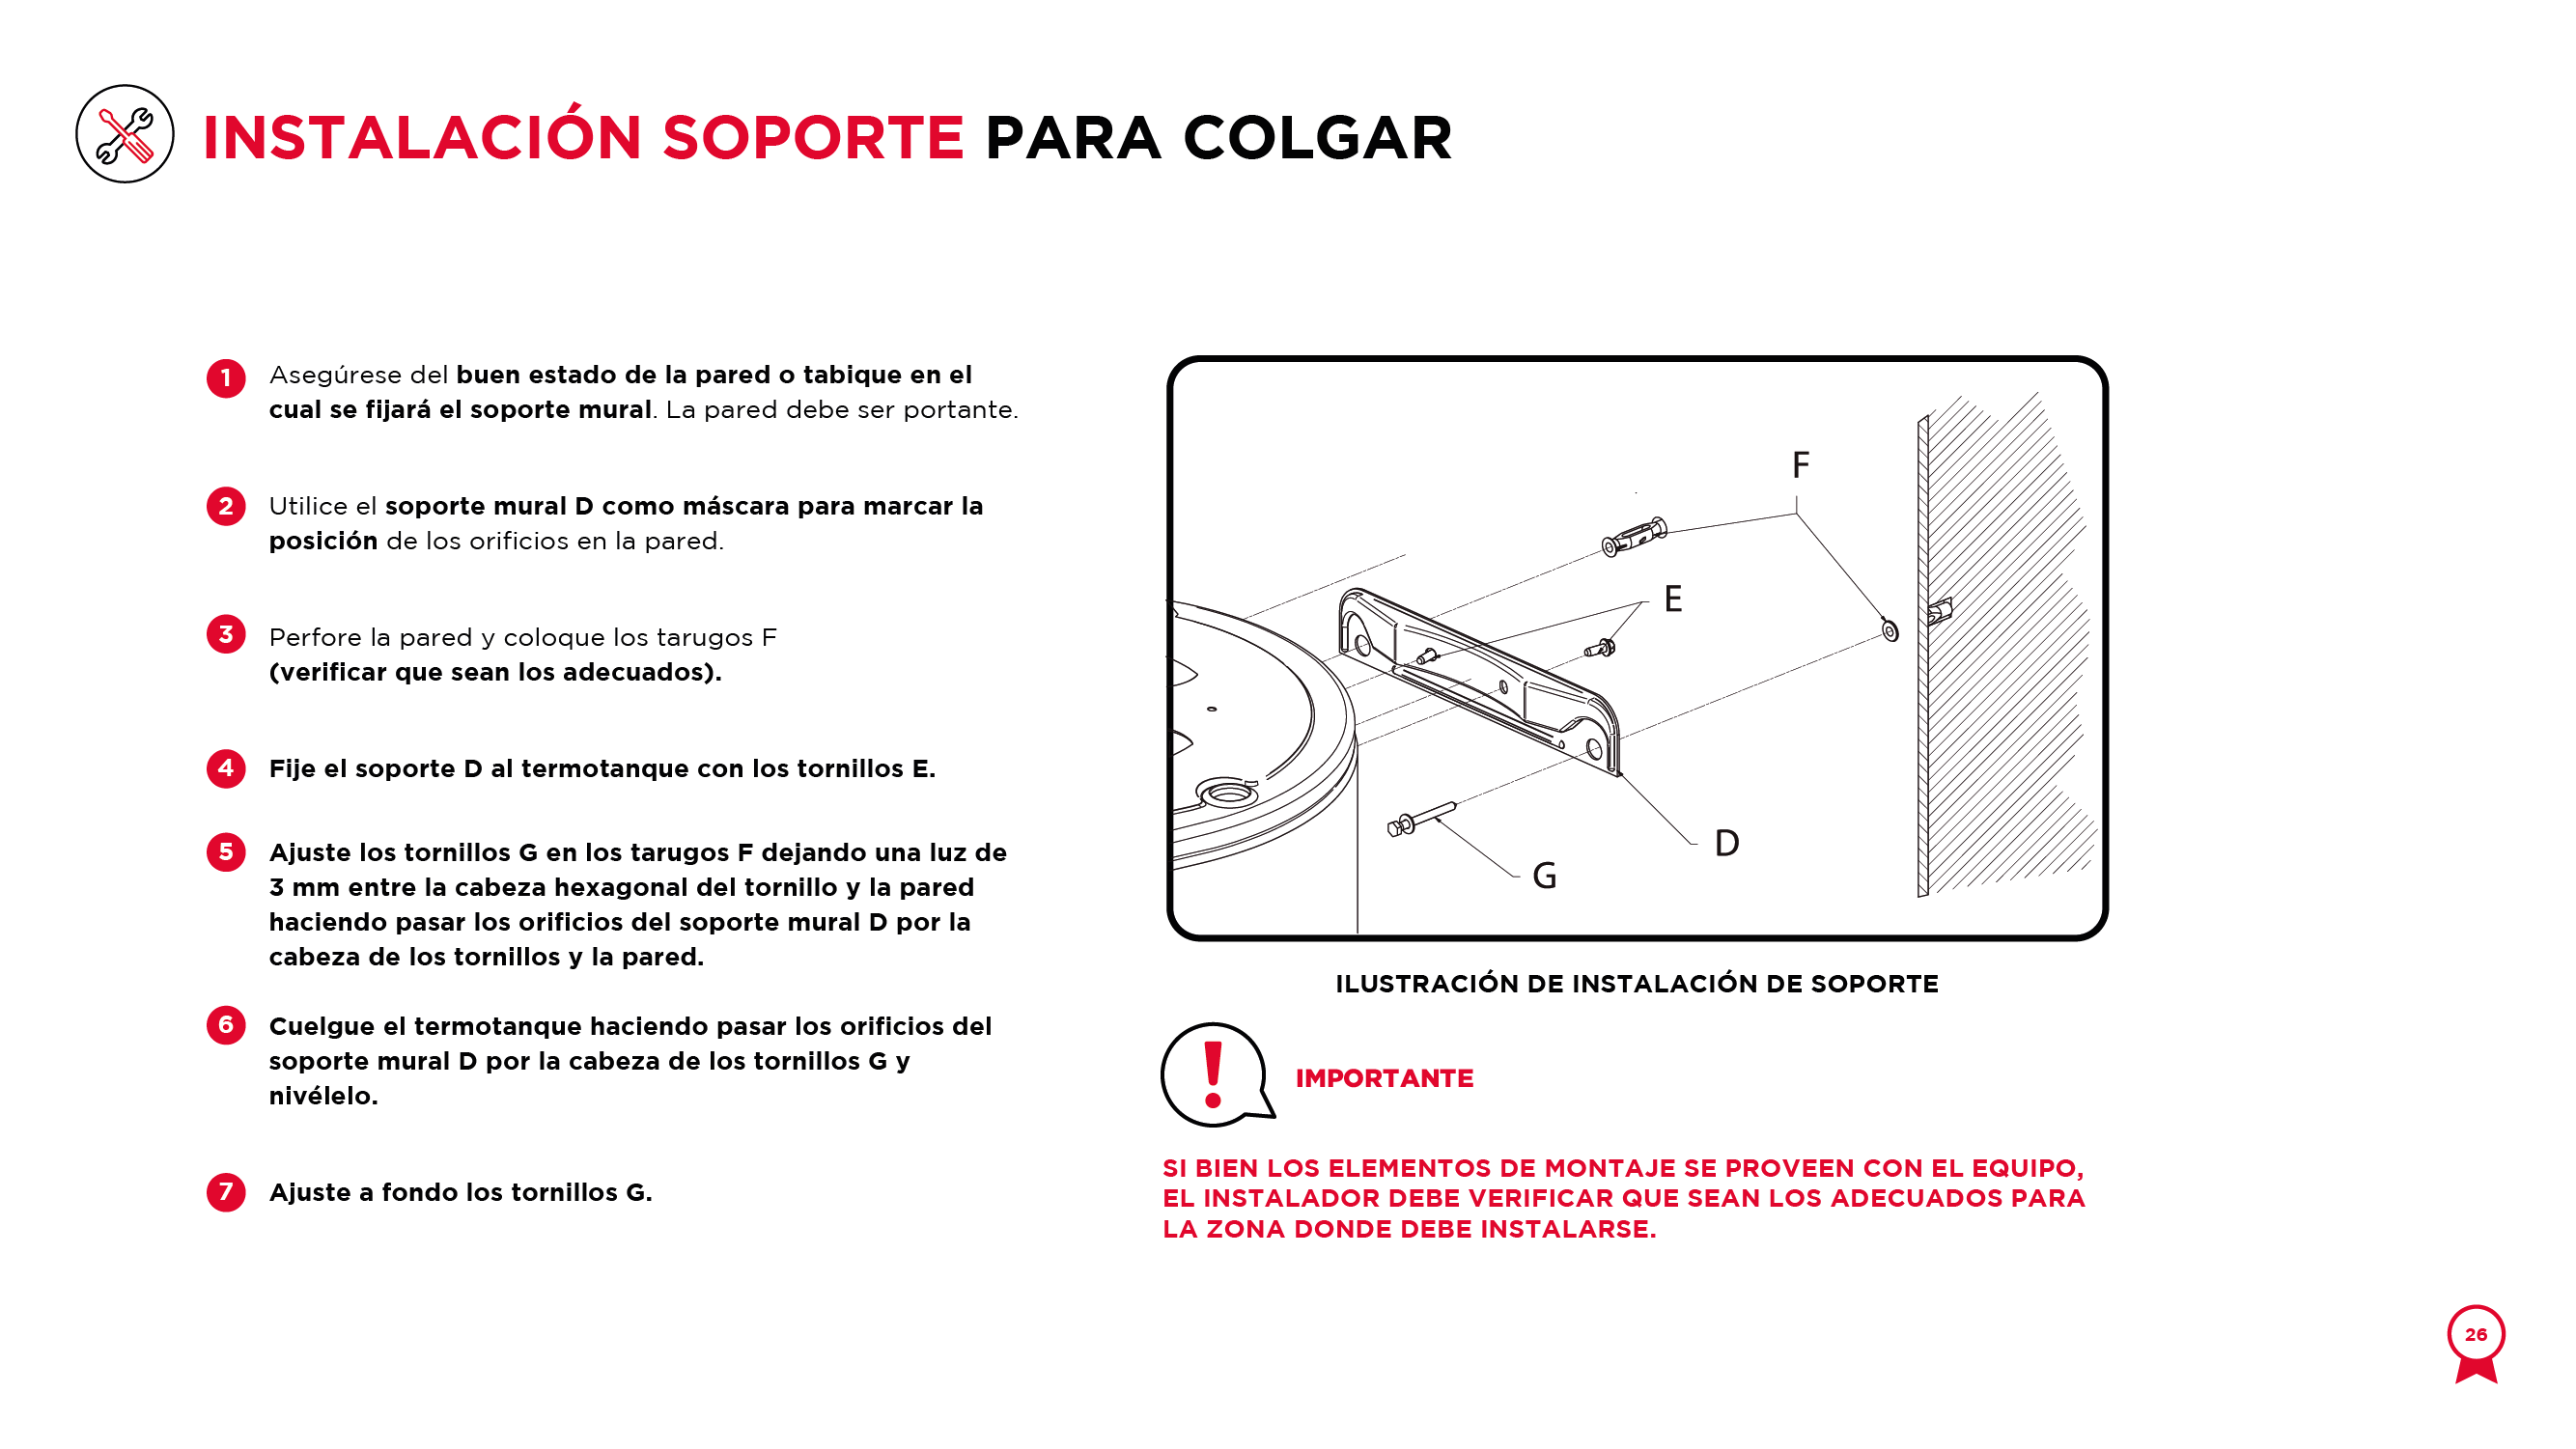 INSTALACIÓN SOPORTE PARA COLGAR
1 Asegúrese del buen estado de la pared o tabique en el
cual se fijará el soporte mural. La pared debe ser portante.
2 Utilice el soporte mural D como máscara para marcar la
posición de los orificios en la pared.
3 Perfore la pared y coloque los tarugos F
(verificar que sean los adecuados).
4 Fije el soporte D al termotanque con los tornillos E.
5 Ajuste los tornillos G en los tarugos F dejando una luz de
3 mm entre la cabeza hexagonal del tornillo y la pared
haciendo pasar los orificios del soporte mural D por la
cabeza de los tornillos y la pared.
6 Cuelgue el termotanque haciendo pasar los orificios del
soporte mural D por la cabeza de los tornillos G y
nivélelo.
7 Ajuste a fondo los tornillos G.
F
E
D
G
ILUSTRACIÓN DE INSTALACIÓN DE SOPORTE
! IMPORTANTE
SI BIEN LOS ELEMENTOS DE MONTAJE SE PROVEEN CON EL EQUIPO,
EL INSTALADOR DEBE VERIFICAR QUE SEAN LOS ADECUADOS PARA
LA ZONA DONDE DEBE INSTALARSE.
26